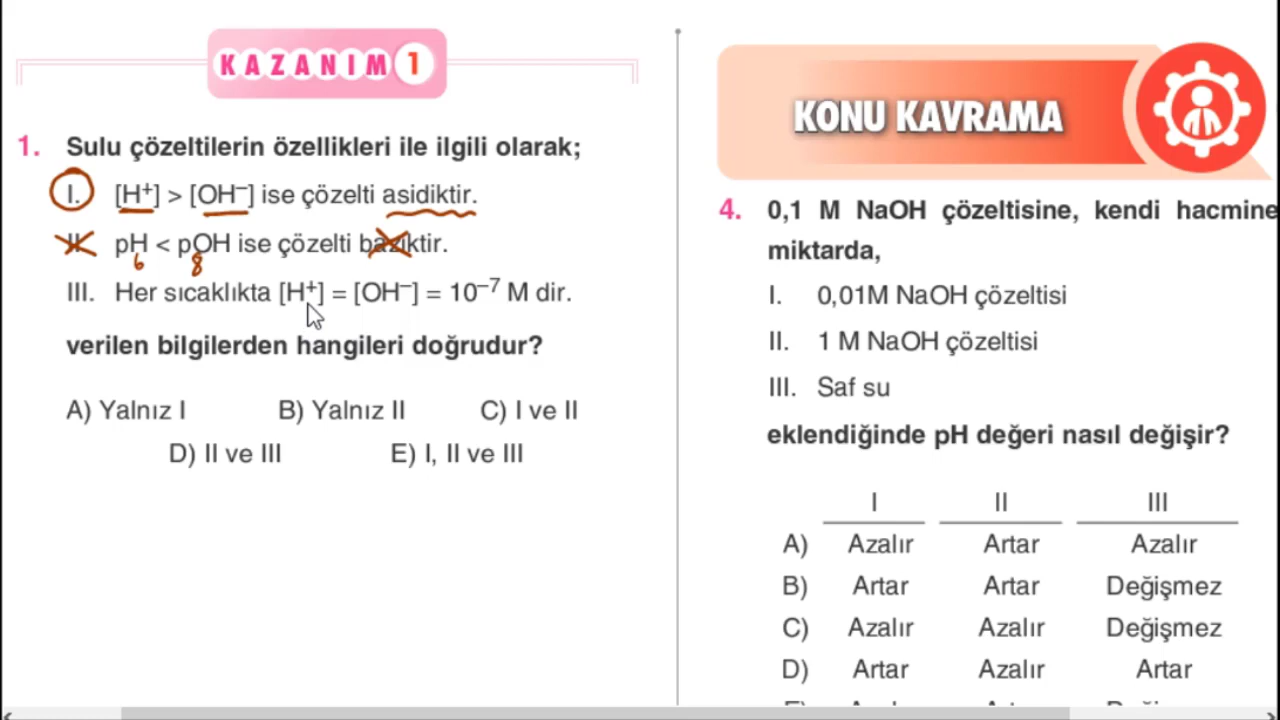 KAZANIM 1
1. Sulu çözeltilerin özellikleri ile ilgili olarak;
I. [H⁺] > [OH⁻] ise çözelti asidiktir.
II. pH < pOH ise çözelti baziktir.
6 8
III. Her sıcaklıkta [H⁺] = [OH⁻] = 10⁻⁷ M dir.
verilen bilgilerden hangileri doğrudur?
A) Yalnız I B) Yalnız II C) I ve II
D) II ve III E) I, II ve III
KONU KAVRAMA
4. 0,1 M NaOH çözeltisine, kendi hacmine
miktarda,
I. 0,01M NaOH çözeltisi
II. 1 M NaOH çözeltisi
III. Saf su
eklendiğinde pH değeri nasıl değişir?
I II III
A) Azalır Artar Azalır
B) Artar Artar Değişmez
C) Azalır Azalır Değişmez
D) Artar Azalır Artar